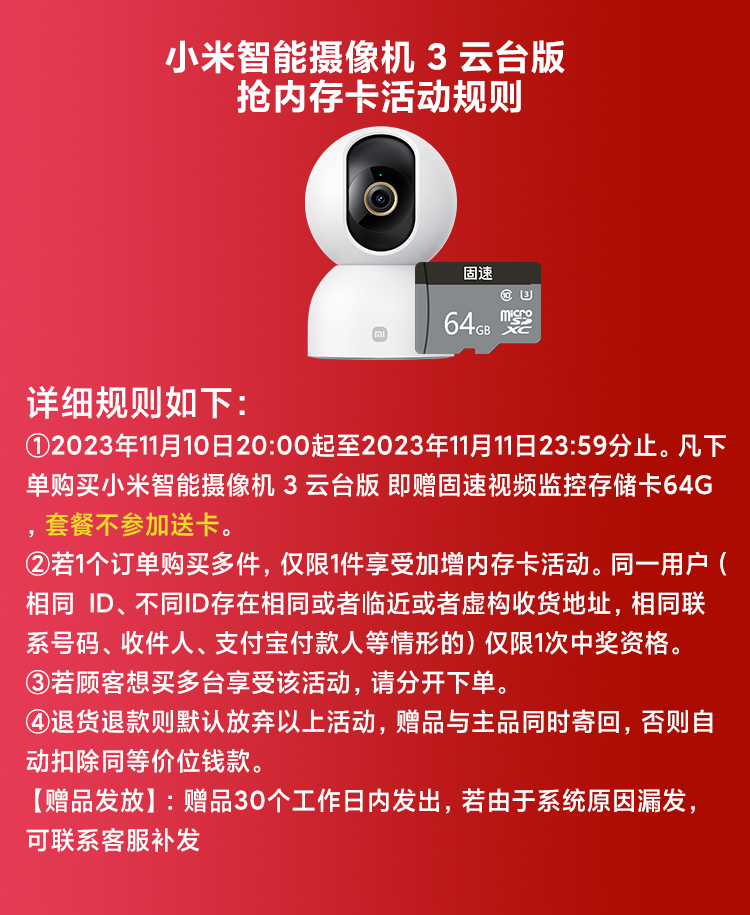 小米智能摄像机 3 云台版
抢内存卡活动规则
固速
10 U3
64GB
micro
SD
XC
mi
详细规则如下：
①2023年11月10日20:00起至2023年11月11日23:59分止。凡下
单购买小米智能摄像机 3 云台版 即赠固速视频监控存储卡64G
，套餐不参加送卡。
②若1个订单购买多件，仅限1件享受加增内存卡活动。同一用户（
相同 ID、不同ID存在相同或者临近或者虚构收货地址，相同联
系号码、收件人、支付宝付款人等情形的）仅限1次中奖资格。
③若顾客想买多台享受该活动，请分开下单。
④退货退款则默认放弃以上活动，赠品与主品同时寄回，否则自
动扣除同等价位钱款。
【赠品发放】：赠品30个工作日内发出，若由于系统原因漏发，
可联系客服补发